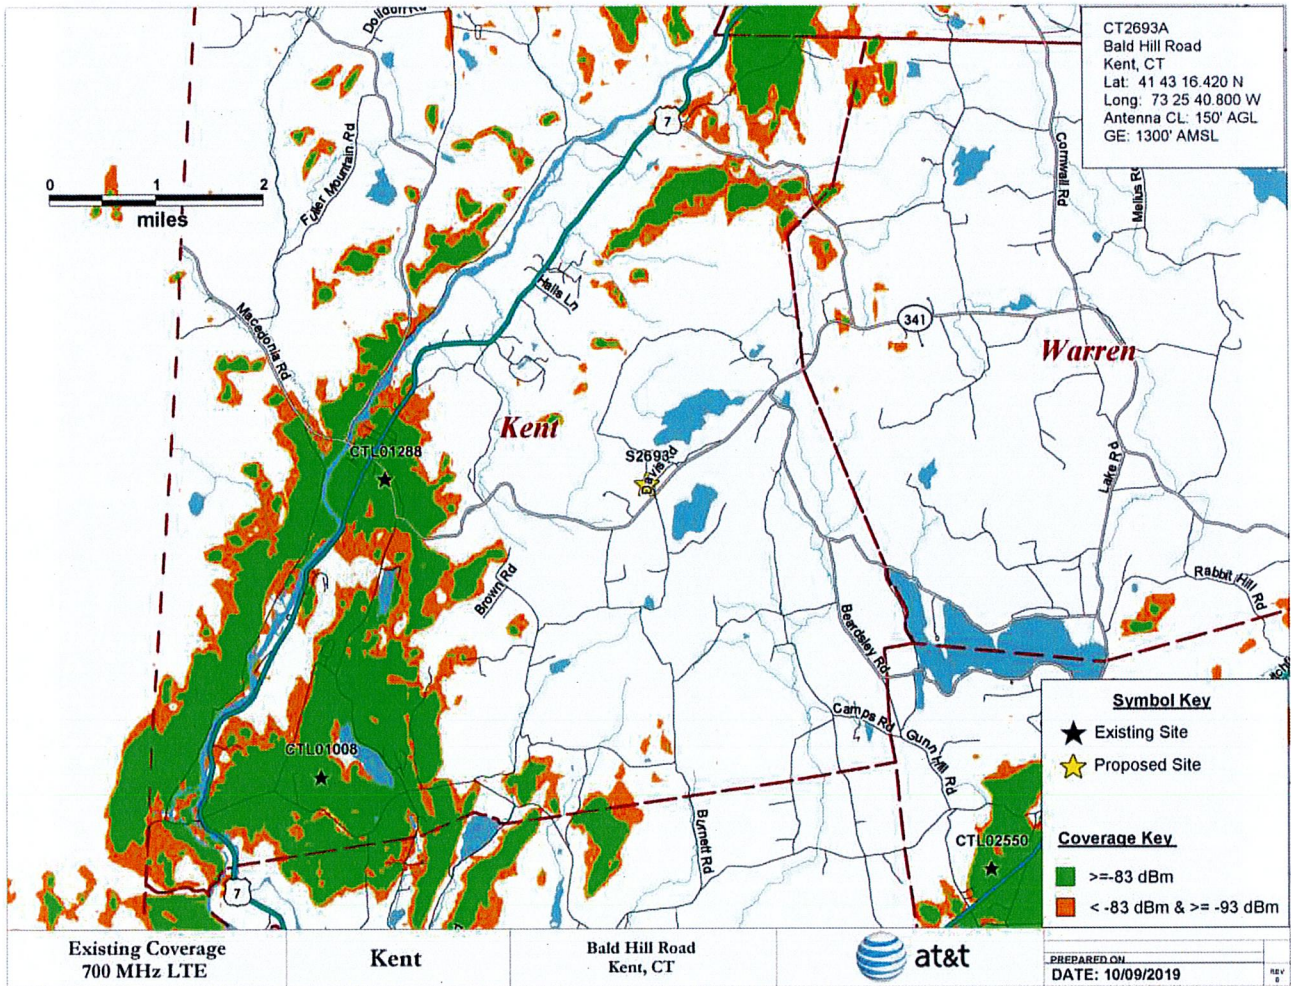 CT2693A
Bald Hill Road
Kent, CT
Lat: 41 43 16.420 N
Long: 73 25 40.800 W
Antenna CL: 150' AGL
GE: 1300' AMSL
0 1 2
miles
Fuller Mountain Rd
7
Cornwall Rd
Melius Rd
Halls Ln
Macedonia Rd
341
Warren
Kent
CTL01288
S2693
Davis Rd
Lake Rd
Brown Rd
Rabbit Hill Rd
Beardsley Rd
Camps Rd
Gunn Hill Rd
CTL01008
Burnett Rd
CTL02550
7
Symbol Key
Existing Site
Proposed Site
Coverage Key
>=-83 dBm
< -83 dBm & >= -93 dBm
Existing Coverage
700 MHz LTE
Kent
Bald Hill Road
Kent, CT
at&t
PREPARED ON
DATE: 10/09/2019